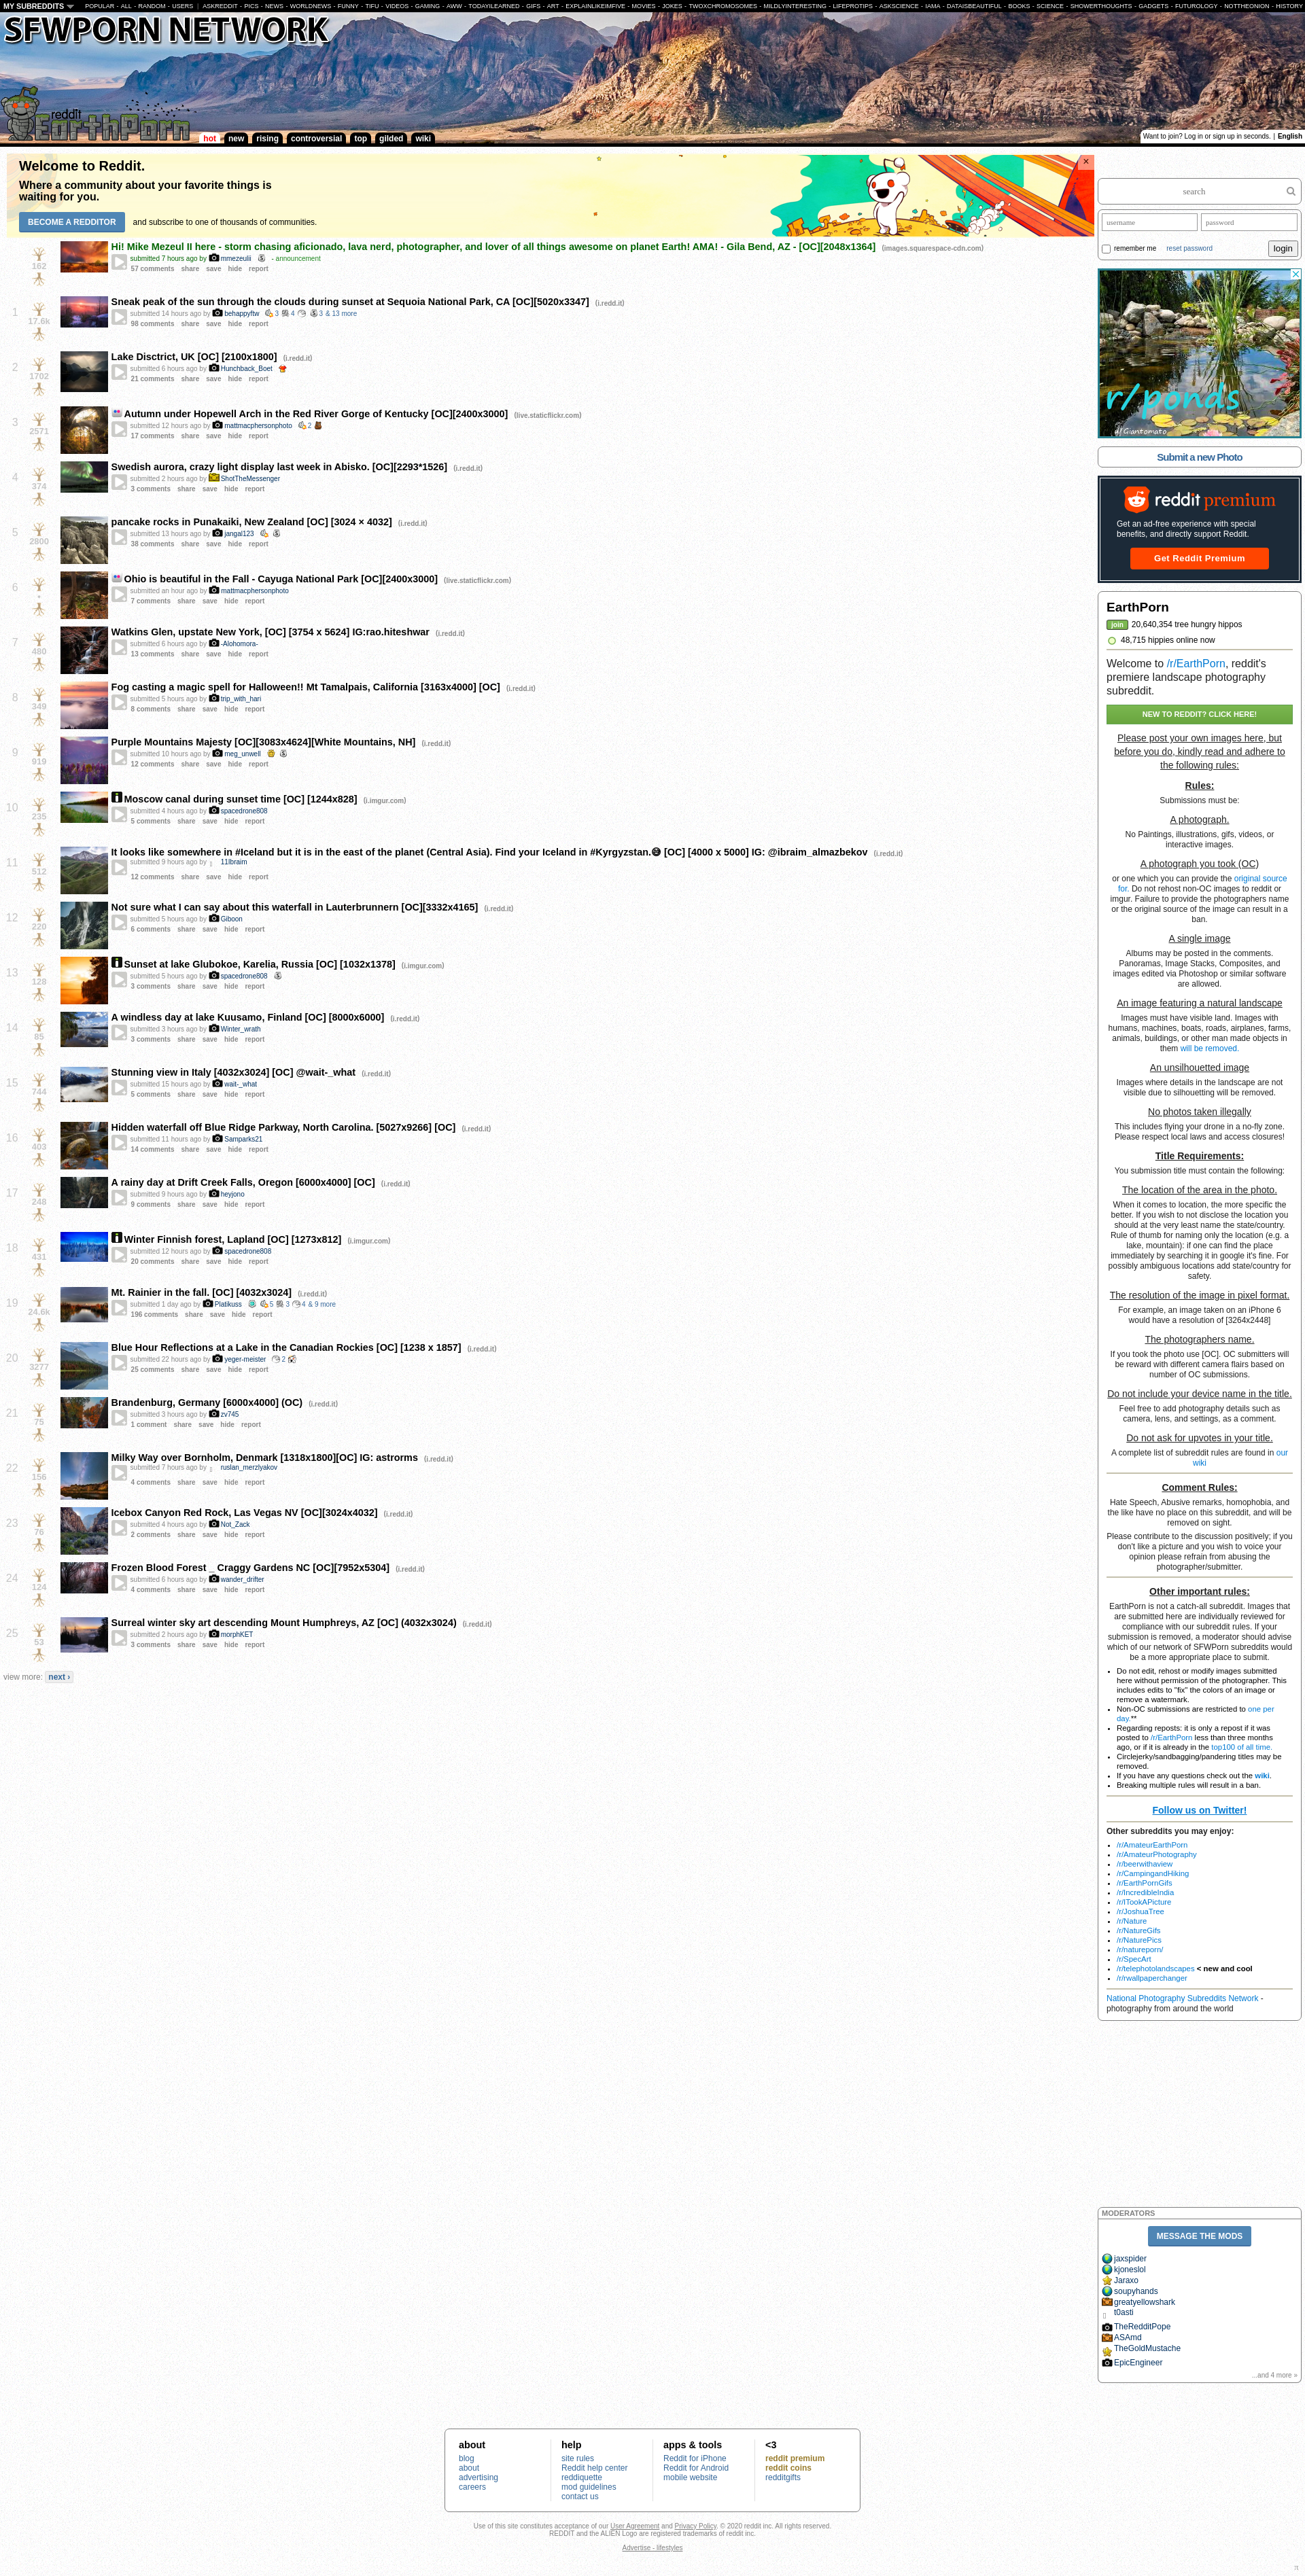 MY SUBREDDITS POPULAR - ALL - RANDOM - USERS | ASKREDDIT - PICS - NEWS - WORLDNEWS - FUNNY - TIFU - VIDEOS - GAMING - AWW - TODAYILEARNED - GIFS - ART - EXPLAINLIKEIMFIVE - MOVIES - JOKES - TWOXCHROMOSOMES - MILDLYINTERESTING - LIFEPROTIPS - ASKSCIENCE - IAMA - DATAISBEAUTIFUL - BOOKS - SCIENCE - SHOWERTHOUGHTS - GADGETS - FUTUROLOGY - NOTTHEONION - HISTORY
SFWPORN NETWORK
reddit
EarthPorn
hot new rising controversial top gilded wiki
Want to join? Log in or sign up in seconds. | English
Welcome to Reddit.
Where a community about your favorite things is
waiting for you.
BECOME A REDDITOR and subscribe to one of thousands of communities.
×
162
Hi! Mike Mezeul II here - storm chasing aficionado, lava nerd, photographer, and lover of all things awesome on planet Earth! AMA! - Gila Bend, AZ - [OC][2048x1364] (images.squarespace-cdn.com)
submitted 7 hours ago by mmezeulii - announcement
57 comments share save hide report
1 17.6k
Sneak peak of the sun through the clouds during sunset at Sequoia National Park, CA [OC][5020x3347] (i.redd.it)
submitted 14 hours ago by behappyftw 3 4 3 & 13 more
98 comments share save hide report
2 1702
Lake Disctrict, UK [OC] [2100x1800] (i.redd.it)
submitted 6 hours ago by Hunchback_Boet
21 comments share save hide report
3 2571
Autumn under Hopewell Arch in the Red River Gorge of Kentucky [OC][2400x3000] (live.staticflickr.com)
submitted 12 hours ago by mattmacphersonphoto 2
17 comments share save hide report
4 374
Swedish aurora, crazy light display last week in Abisko. [OC][2293*1526] (i.redd.it)
submitted 2 hours ago by ShotTheMessenger
3 comments share save hide report
5 2800
pancake rocks in Punakaiki, New Zealand [OC] [3024 × 4032] (i.redd.it)
submitted 13 hours ago by jangal123
38 comments share save hide report
6 •
Ohio is beautiful in the Fall - Cayuga National Park [OC][2400x3000] (live.staticflickr.com)
submitted an hour ago by mattmacphersonphoto
7 comments share save hide report
7 480
Watkins Glen, upstate New York, [OC] [3754 x 5624] IG:rao.hiteshwar (i.redd.it)
submitted 6 hours ago by -Alohomora-
13 comments share save hide report
8 349
Fog casting a magic spell for Halloween!! Mt Tamalpais, California [3163x4000] [OC] (i.redd.it)
submitted 5 hours ago by trip_with_hari
8 comments share save hide report
9 919
Purple Mountains Majesty [OC][3083x4624][White Mountains, NH] (i.redd.it)
submitted 10 hours ago by meg_unwell
12 comments share save hide report
10 235
Moscow canal during sunset time [OC] [1244x828] (i.imgur.com)
submitted 4 hours ago by spacedrone808
5 comments share save hide report
11 512
It looks like somewhere in #Iceland but it is in the east of the planet (Central Asia). Find your Iceland in #Kyrgyzstan.😅 [OC] [4000 x 5000] IG: @ibraim_almazbekov (i.redd.it)
submitted 9 hours ago by 11Ibraim
12 comments share save hide report
12 220
Not sure what I can say about this waterfall in Lauterbrunnern [OC][3332x4165] (i.redd.it)
submitted 5 hours ago by Giboon
6 comments share save hide report
13 128
Sunset at lake Glubokoe, Karelia, Russia [OC] [1032x1378] (i.imgur.com)
submitted 5 hours ago by spacedrone808
3 comments share save hide report
14 85
A windless day at lake Kuusamo, Finland [OC] [8000x6000] (i.redd.it)
submitted 3 hours ago by Winter_wrath
3 comments share save hide report
15 744
Stunning view in Italy [4032x3024] [OC] @wait-_what (i.redd.it)
submitted 15 hours ago by wait-_what
5 comments share save hide report
16 403
Hidden waterfall off Blue Ridge Parkway, North Carolina. [5027x9266] [OC] (i.redd.it)
submitted 11 hours ago by Samparks21
14 comments share save hide report
17 248
A rainy day at Drift Creek Falls, Oregon [6000x4000] [OC] (i.redd.it)
submitted 9 hours ago by heyjono
9 comments share save hide report
18 431
Winter Finnish forest, Lapland [OC] [1273x812] (i.imgur.com)
submitted 12 hours ago by spacedrone808
20 comments share save hide report
19 24.6k
Mt. Rainier in the fall. [OC] [4032x3024] (i.redd.it)
submitted 1 day ago by Platikuss 5 3 4 & 9 more
196 comments share save hide report
20 3277
Blue Hour Reflections at a Lake in the Canadian Rockies [OC] [1238 x 1857] (i.redd.it)
submitted 22 hours ago by yeger-meister 2
25 comments share save hide report
21 75
Brandenburg, Germany [6000x4000] (OC) (i.redd.it)
submitted 3 hours ago by zv745
1 comment share save hide report
22 156
Milky Way over Bornholm, Denmark [1318x1800][OC] IG: astrorms (i.redd.it)
submitted 7 hours ago by ruslan_merzlyakov
4 comments share save hide report
23 76
Icebox Canyon Red Rock, Las Vegas NV [OC][3024x4032] (i.redd.it)
submitted 4 hours ago by Not_Zack
2 comments share save hide report
24 124
Frozen Blood Forest _ Craggy Gardens NC [OC][7952x5304] (i.redd.it)
submitted 6 hours ago by wander_drifter
4 comments share save hide report
25 53
Surreal winter sky art descending Mount Humphreys, AZ [OC] (4032x3024) (i.redd.it)
submitted 2 hours ago by morphKET
3 comments share save hide report
view more: next ›
search
username password
remember me reset password login
r/ponds
u/Giantomato
Submit a new Photo
reddit premium
Get an ad-free experience with special
benefits, and directly support Reddit.
Get Reddit Premium
EarthPorn
join 20,640,354 tree hungry hippos
48,715 hippies online now
Welcome to /r/EarthPorn, reddit's
premiere landscape photography
subreddit.
NEW TO REDDIT? CLICK HERE!
Please post your own images here, but
before you do, kindly read and adhere to
the following rules:
Rules:
Submissions must be:
A photograph.
No Paintings, illustrations, gifs, videos, or
interactive images.
A photograph you took (OC)
or one which you can provide the original source
for. Do not rehost non-OC images to reddit or
imgur. Failure to provide the photographers name
or the original source of the image can result in a
ban.
A single image
Albums may be posted in the comments.
Panoramas, Image Stacks, Composites, and
images edited via Photoshop or similar software
are allowed.
An image featuring a natural landscape
Images must have visible land. Images with
humans, machines, boats, roads, airplanes, farms,
animals, buildings, or other man made objects in
them will be removed.
An unsilhouetted image
Images where details in the landscape are not
visible due to silhouetting will be removed.
No photos taken illegally
This includes flying your drone in a no-fly zone.
Please respect local laws and access closures!
Title Requirements:
You submission title must contain the following:
The location of the area in the photo.
When it comes to location, the more specific the
better. If you wish to not disclose the location you
should at the very least name the state/country.
Rule of thumb for naming only the location (e.g. a
lake, mountain): if one can find the place
immediately by searching it in google it's fine. For
possibly ambiguous locations add state/country for
safety.
The resolution of the image in pixel format.
For example, an image taken on an iPhone 6
would have a resolution of [3264x2448]
The photographers name.
If you took the photo use [OC]. OC submitters will
be reward with different camera flairs based on
number of OC submissions.
Do not include your device name in the title.
Feel free to add photography details such as
camera, lens, and settings, as a comment.
Do not ask for upvotes in your title.
A complete list of subreddit rules are found in our
wiki
Comment Rules:
Hate Speech, Abusive remarks, homophobia, and
the like have no place on this subreddit, and will be
removed on sight.
Please contribute to the discussion positively; if you
don't like a picture and you wish to voice your
opinion please refrain from abusing the
photographer/submitter.
Other important rules:
EarthPorn is not a catch-all subreddit. Images that
are submitted here are individually reviewed for
compliance with our subreddit rules. If your
submission is removed, a moderator should advise
which of our network of SFWPorn subreddits would
be a more appropriate place to submit.
• Do not edit, rehost or modify images submitted
here without permission of the photographer. This
includes edits to "fix" the colors of an image or
remove a watermark.
• Non-OC submissions are restricted to one per
day.**
• Regarding reposts: it is only a repost if it was
posted to /r/EarthPorn less than three months
ago, or if it is already in the top100 of all time.
• Circlejerky/sandbagging/pandering titles may be
removed.
• If you have any questions check out the wiki.
• Breaking multiple rules will result in a ban.
Follow us on Twitter!
Other subreddits you may enjoy:
• /r/AmateurEarthPorn
• /r/AmateurPhotography
• /r/beerwithaview
• /r/CampingandHiking
• /r/EarthPornGifs
• /r/IncredibleIndia
• /r/ITookAPicture
• /r/JoshuaTree
• /r/Nature
• /r/NatureGifs
• /r/NaturePics
• /r/natureporn/
• /r/SpecArt
• /r/telephotolandscapes < new and cool
• /r/rwallpaperchanger
National Photography Subreddits Network -
photography from around the world
MODERATORS
MESSAGE THE MODS
jaxspider
kjoneslol
Jaraxo
soupyhands
greatyellowshark
t0asti
TheRedditPope
ASAmd
TheGoldMustache
EpicEngineer
...and 4 more »
about
blog
about
advertising
careers
help
site rules
Reddit help center
reddiquette
mod guidelines
contact us
apps & tools
Reddit for iPhone
Reddit for Android
mobile website
<3
reddit premium
reddit coins
redditgifts
Use of this site constitutes acceptance of our User Agreement and Privacy Policy. © 2020 reddit inc. All rights reserved.
REDDIT and the ALIEN Logo are registered trademarks of reddit inc.
Advertise - lifestyles
π